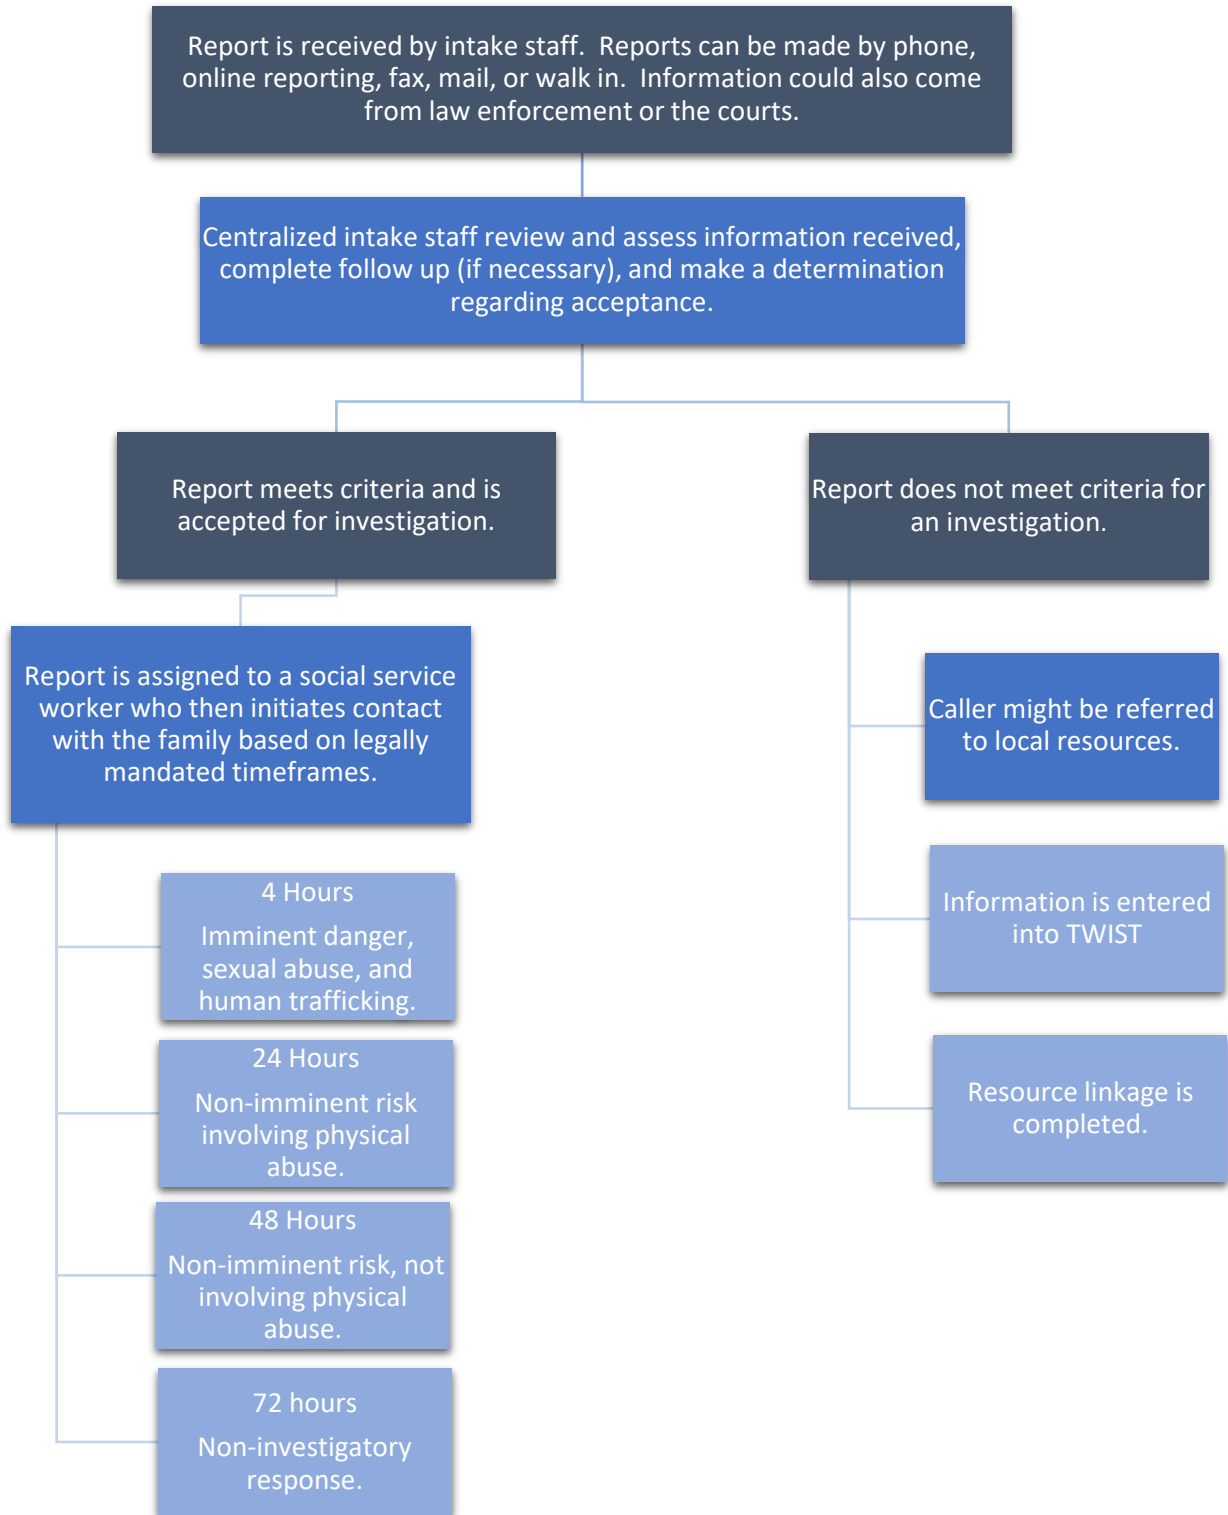 Report is received by intake staff.  Reports can be made by phone,
online reporting, fax, mail, or walk in.  Information could also come
from law enforcement or the courts.
Centralized intake staff review and assess information received,
complete follow up (if necessary), and make a determination
regarding acceptance.
Report meets criteria and is
accepted for investigation.
Report does not meet criteria for
an investigation.
Report is assigned to a social service
worker who then initiates contact
with the family based on legally
mandated timeframes.
4 Hours
Imminent danger,
sexual abuse, and
human trafficking.
24 Hours
Non-imminent risk
involving physical
abuse.
48 Hours
Non-imminent risk, not
involving physical
abuse.
72 hours
Non-investigatory
response.
Caller might be referred
to local resources.
Information is entered
into TWIST
Resource linkage is
completed.